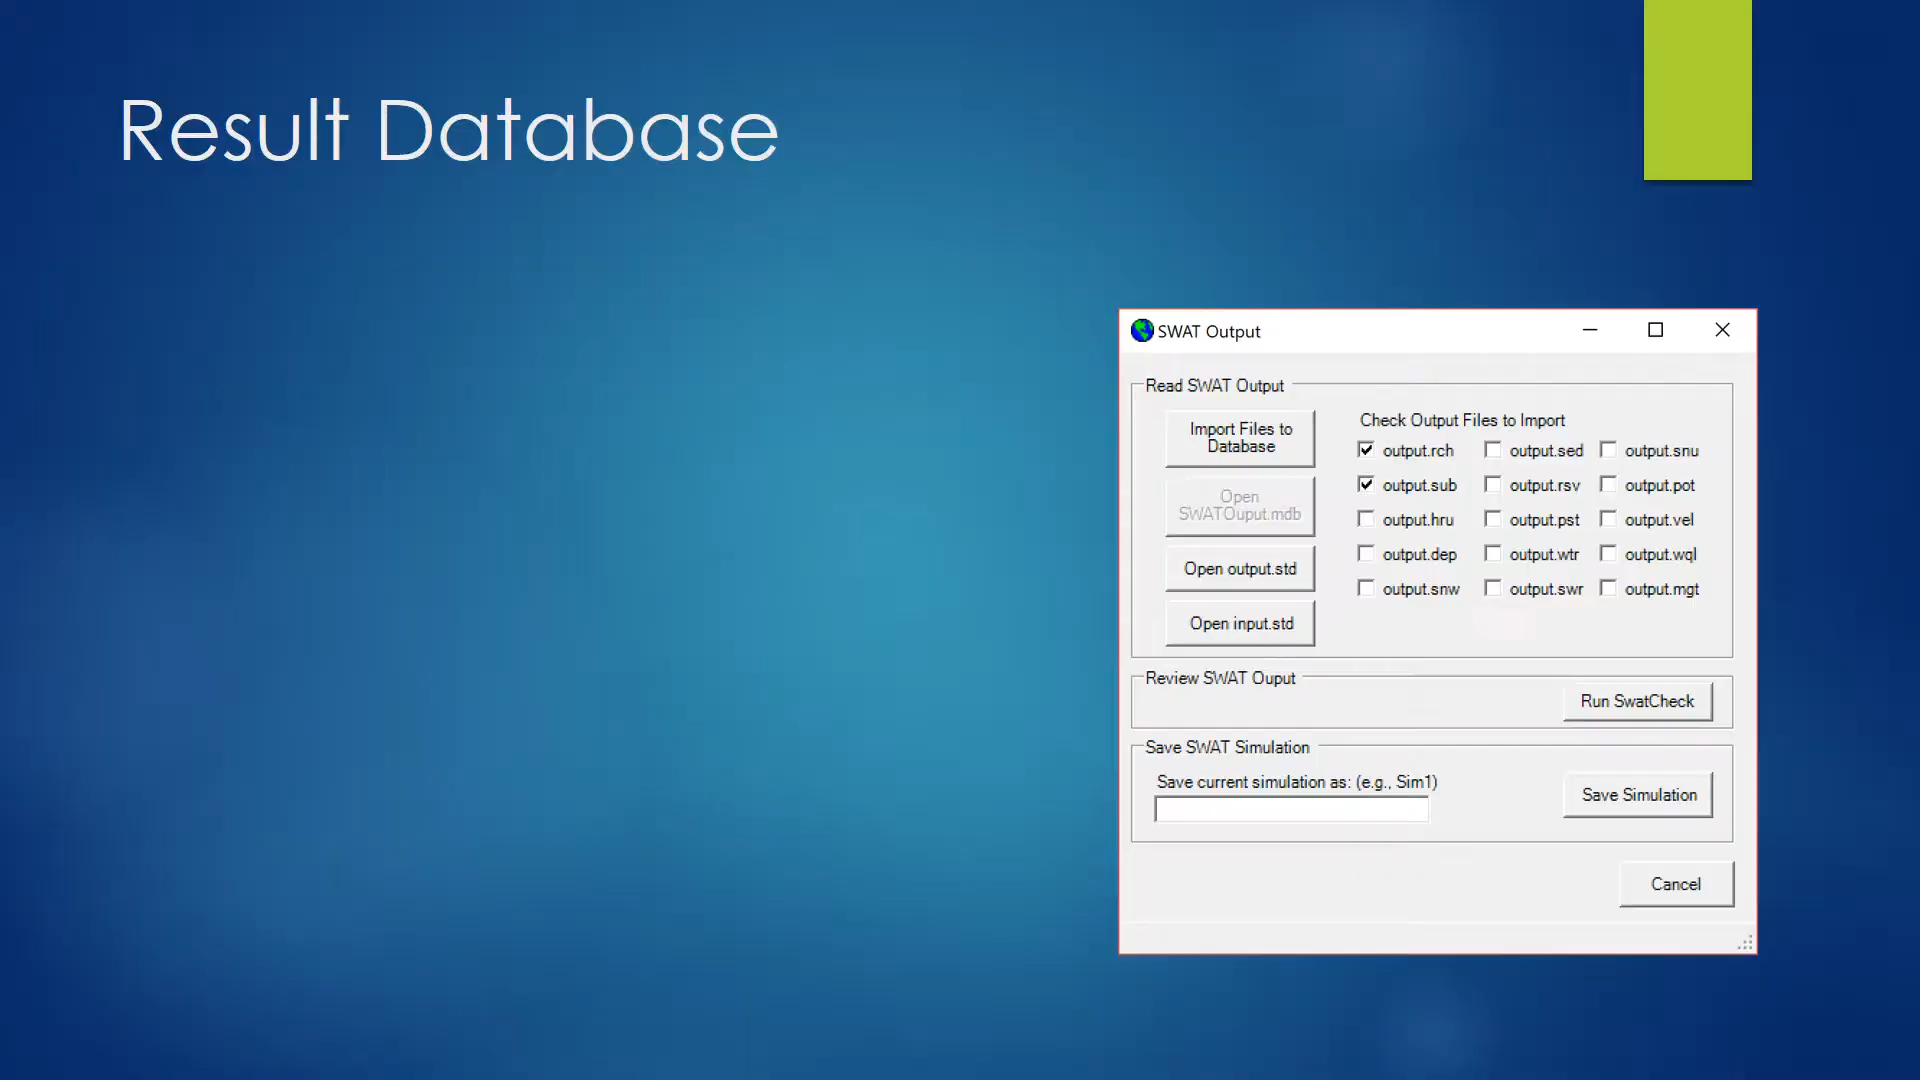 Result Database
SWAT Output
Read SWAT Output
Import Files to
Database
Open
SWATOuput.mdb
Open output.std
Open input.std
Check Output Files to Import
output.rch output.sed output.snu
output.sub output.rsv output.pot
output.hru output.pst output.vel
output.dep output.wtr output.wql
output.snw output.swr output.mgt
Review SWAT Ouput
Run SwatCheck
Save SWAT Simulation
Save current simulation as: (e.g., Sim1)
Save Simulation
Cancel